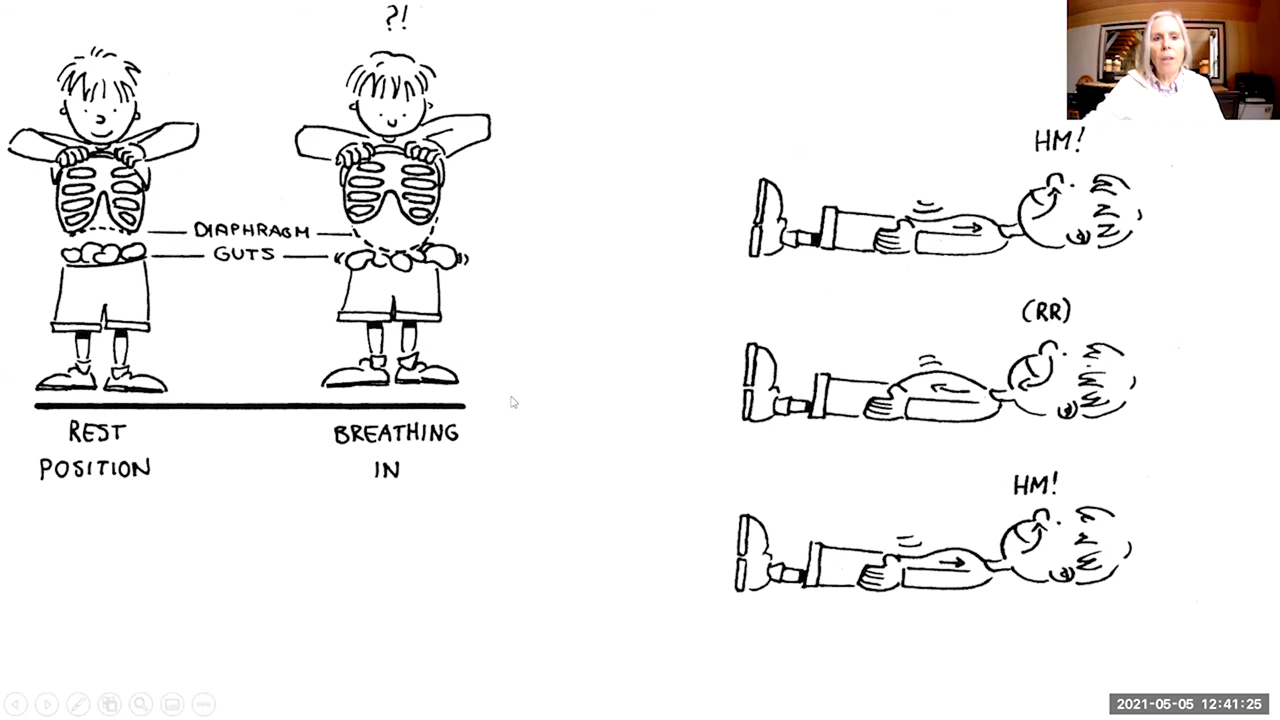 ?!
DIAPHRAGM
GUTS
REST
POSITION
BREATHING
IN
HM!
(RR)
HM!
2021-05-05 12:41:25